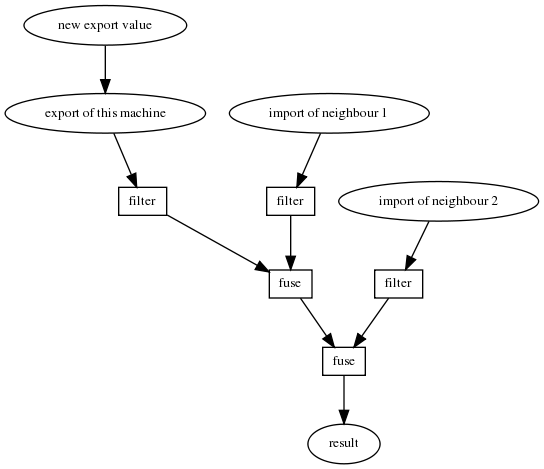 new export value
export of this machine
import of neighbour 1
filter
filter
import of neighbour 2
fuse
filter
fuse
result